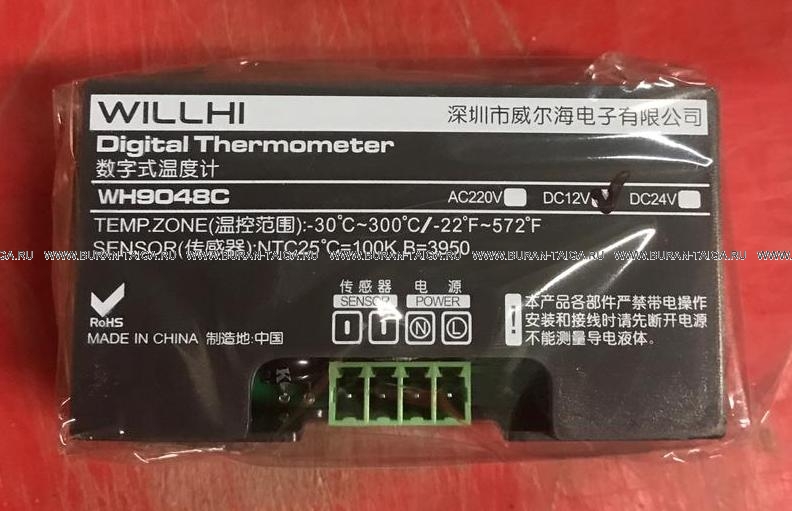 WILLHI 深圳市威尔海电子有限公司
Digital Thermometer
数字式温度计
WH9048C AC220V DC12V DC24V
TEMP.ZONE(温控范围):-30°C~300°C/-22°F~572°F
SENSOR(传感器):NTC25°C=100K B=3950
WWW.BURAN-TAIGA.RU WWW.BURAN-TAIGA.RU WWW.BURAN-TAIGA.RU WWW.BURAN-TAIGA.RU
传感器 电 源
SENSOR POWER
N L
RoHS
MADE IN CHINA 制造地:中国
! 本产品各部件严禁带电操作
安装和接线时请先断开电源
不能测量导电液体。